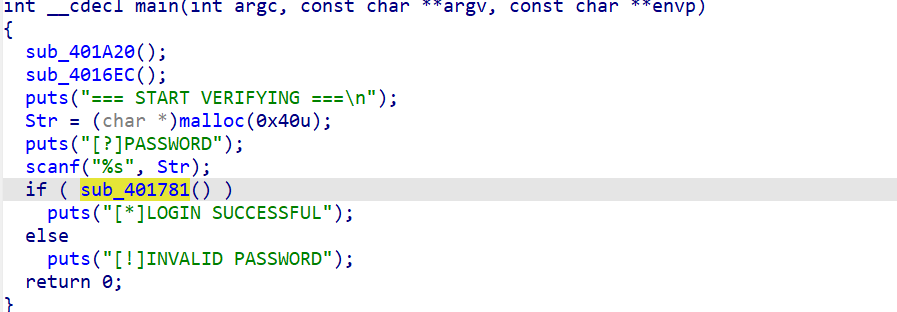 int __cdecl main(int argc, const char **argv, const char **envp)
{
  sub_401A20();
  sub_4016EC();
  puts("=== START VERIFYING ===\n");
  Str = (char *)malloc(0x40u);
  puts("[?]PASSWORD");
  scanf("%s", Str);
  if ( sub_401781() )
    puts("[*]LOGIN SUCCESSFUL");
  else
    puts("[!]INVALID PASSWORD");
  return 0;
}